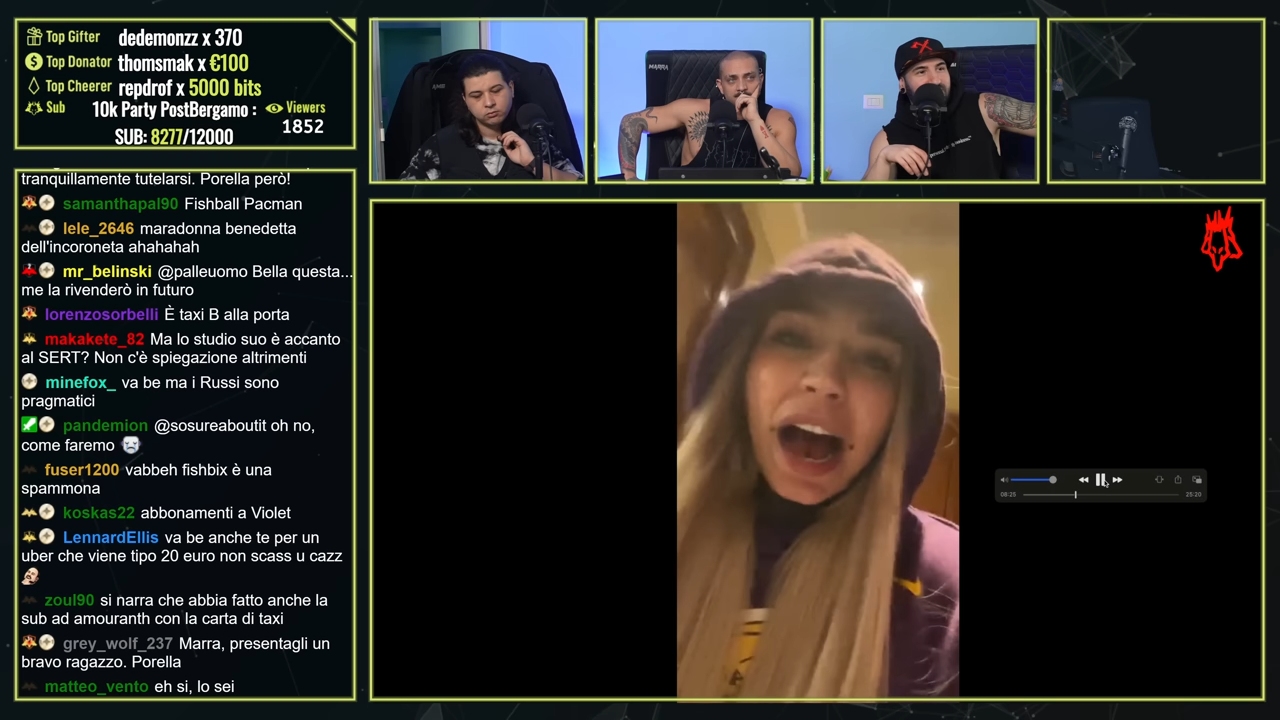 Top Gifter dedemonzz x 370
Top Donator thomsmak x €100
Top Cheerer repdrof x 5000 bits
Sub 10k Party PostBergamo : Viewers
SUB: 8277/12000 1852
tranquillamente tutelarsi. Porella però!
samanthapal90 Fishball Pacman
lele_2646 maradonna benedetta
dell'incoroneta ahahahah
mr_belinski @palleuomo Bella questa...
me la rivenderò in futuro
lorenzosorbelli È taxi B alla porta
makakete_82 Ma lo studio suo è accanto
al SERT? Non c'è spiegazione altrimenti
minefox_ va be ma i Russi sono
pragmatici
pandemion @sosureaboutit oh no,
come faremo
fuser1200 vabbeh fishbix è una
spammona
koskas22 abbonamenti a Violet
LennardEllis va be anche te per un
uber che viene tipo 20 euro non scass u cazz
zoul90 si narra che abbia fatto anche la
sub ad amouranth con la carta di taxi
grey_wolf_237 Marra, presentagli un
bravo ragazzo. Porella
matteo_vento eh si, lo sei
MARRA
08:25 25:20